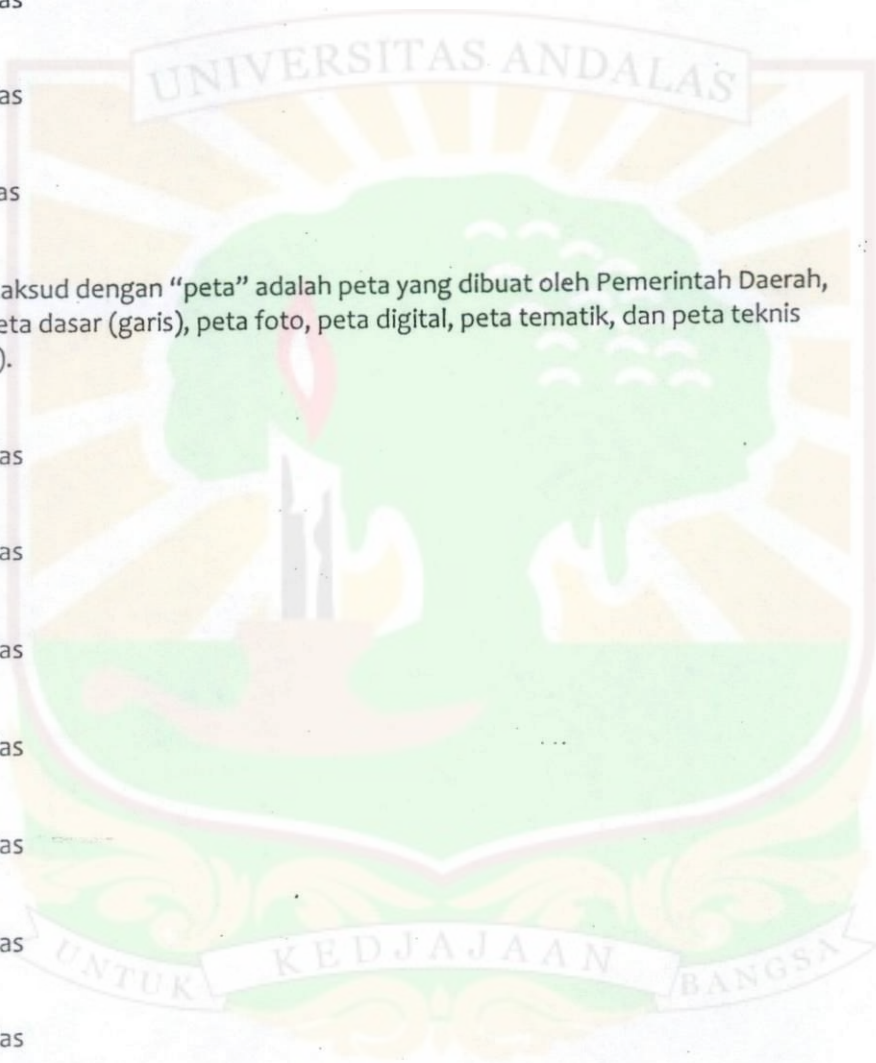 as
UNIVERSITAS ANDALAS
as
as
aksud dengan “peta” adalah peta yang dibuat oleh Pemerintah Daerah,
eta dasar (garis), peta foto, peta digital, peta tematik, dan peta teknis
).
as
as
as
as
as
as
UNTUK KEDJAJAAN BANGSA
as